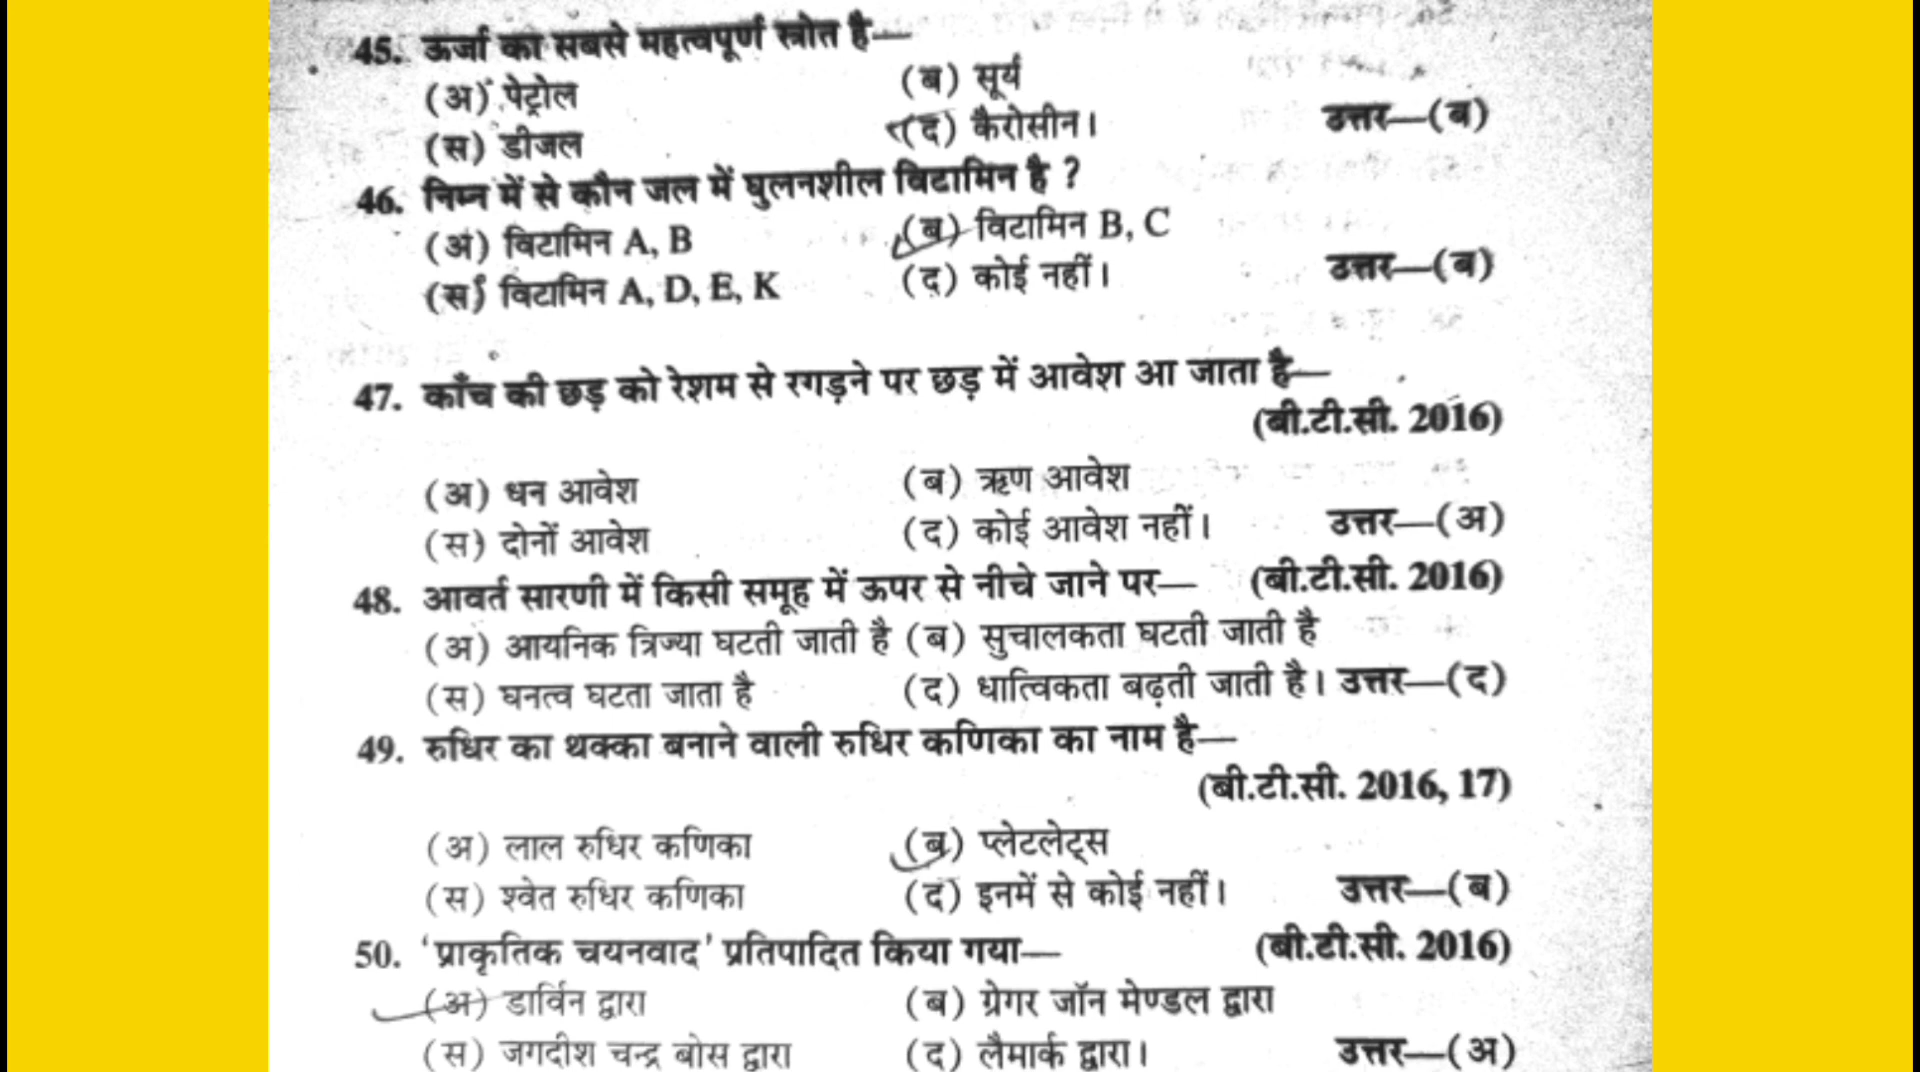 45. ऊर्जा का सबसे महत्वपूर्ण स्त्रोत है—
(अ) पेट्रोल (ब) सूर्य
(स) डीजल (द) कैरोसीन। उत्तर—(ब)
46. निम्न में से कौन जल में घुलनशील विटामिन है ?
(अ) विटामिन A, B (ब) विटामिन B, C
(स) विटामिन A, D, E, K (द) कोई नहीं। उत्तर—(ब)
47. काँच की छड़ को रेशम से रगड़ने पर छड़ में आवेश आ जाता है—
(बी.टी.सी. 2016)
(अ) धन आवेश (ब) ऋण आवेश
(स) दोनों आवेश (द) कोई आवेश नहीं। उत्तर—(अ)
48. आवर्त सारणी में किसी समूह में ऊपर से नीचे जाने पर— (बी.टी.सी. 2016)
(अ) आयनिक त्रिज्या घटती जाती है (ब) सुचालकता घटती जाती है
(स) घनत्व घटता जाता है (द) धात्विकता बढ़ती जाती है। उत्तर—(द)
49. रुधिर का थक्का बनाने वाली रुधिर कणिका का नाम है—
(बी.टी.सी. 2016, 17)
(अ) लाल रुधिर कणिका (ब) प्लेटलेट्स
(स) श्वेत रुधिर कणिका (द) इनमें से कोई नहीं। उत्तर—(ब)
50. ‘प्राकृतिक चयनवाद’ प्रतिपादित किया गया— (बी.टी.सी. 2016)
(अ) डार्विन द्वारा (ब) ग्रेगर जॉन मेण्डल द्वारा
(स) जगदीश चन्द्र बोस द्वारा (द) लैमार्क द्वारा। उत्तर—(अ)